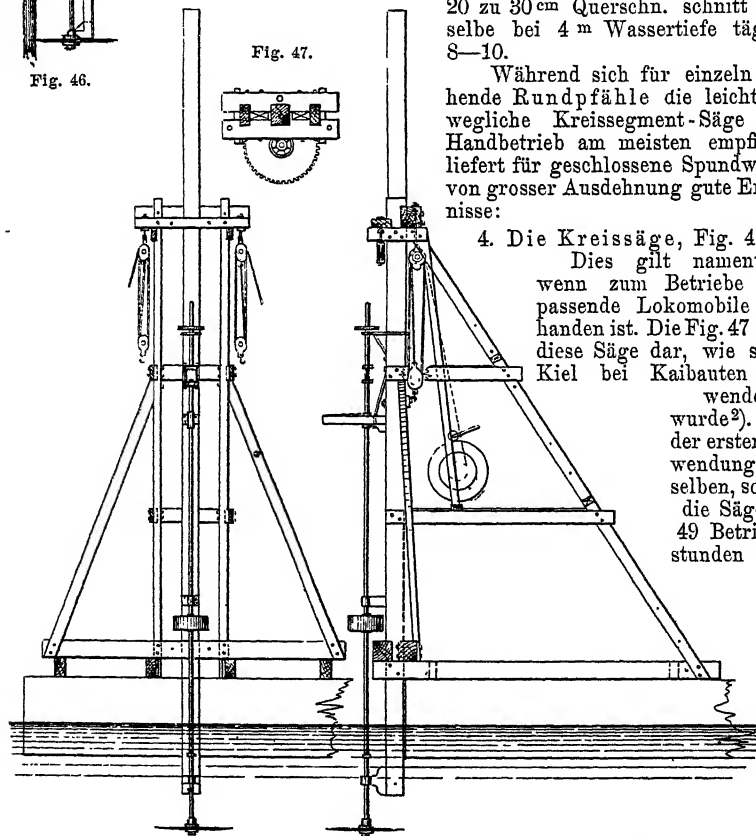 20 zu 30 cm Querschn. schnitt
selbe bei 4 m Wassertiefe täg
8—10.
Fig. 46.
Fig. 47.
Während sich für einzeln
hende Rundpfähle die leicht
wegliche Kreissegment-Säge
Handbetrieb am meisten empfi
liefert für geschlossene Spundw
von grosser Ausdehnung gute Er
nisse:
4. Die Kreissäge, Fig. 4
Dies gilt nament
wenn zum Betriebe
passende Lokomobile
handen ist. Die Fig. 47
diese Säge dar, wie s
Kiel bei Kaibauten
wende
wurde²).
der ersten
wendung
selben, sc
die Säge
49 Betri
stunden